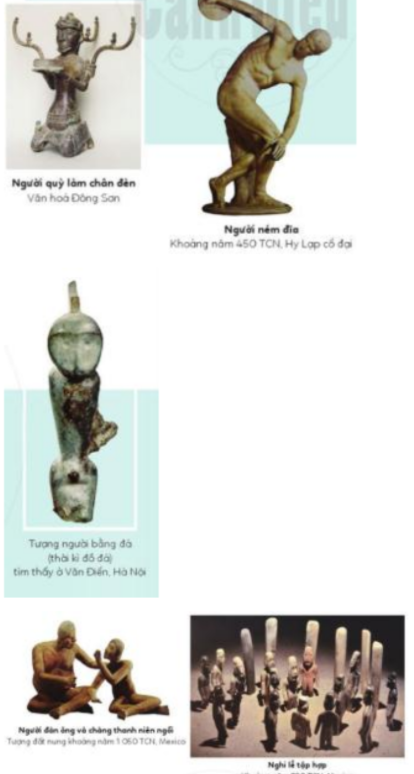 Cảm nhận
Người quỳ làm chân đèn
Văn hoá Đông Sơn
Người ném đĩa
Khoảng năm 450 TCN, Hy Lạp cổ đại
Tượng người bằng đá
(thời kì đồ đá)
tìm thấy ở Văn Điển, Hà Nội
Người đàn ông và chàng thanh niên ngồi
Tượng đất nung khoảng năm 1 050 TCN, Mexico
Nghi lễ tập hợp